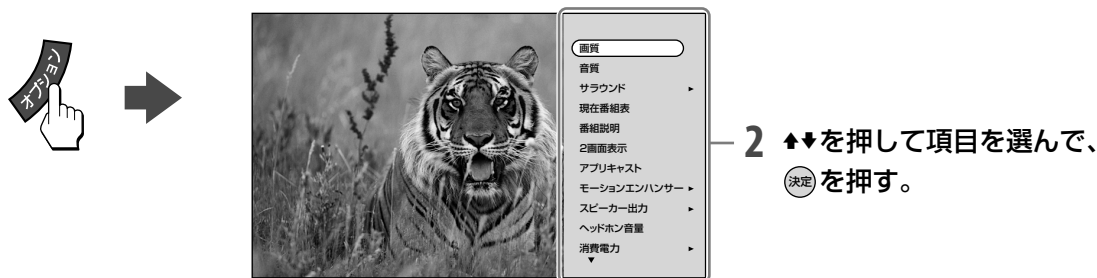 オプション
画質
音質
サラウンド ►
現在番組表
番組説明
2画面表示
アプリキャスト
モーションエンハンサー ►
スピーカー出力 ►
ヘッドホン音量
消費電力 ►
▼
2 ♠♥を押して項目を選んで、
決定を押す。